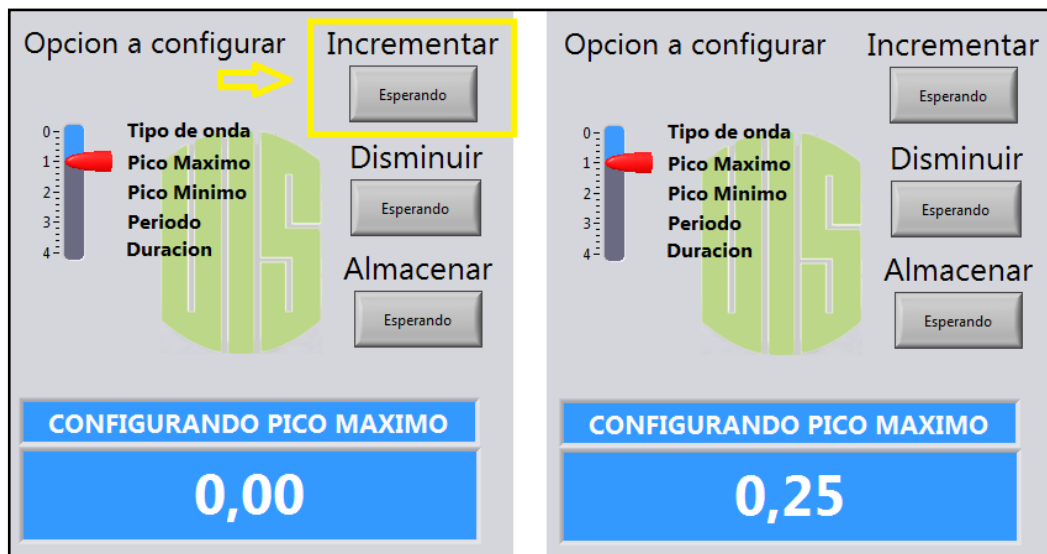 Opcion a configurar
Incrementar
Esperando
0
Tipo de onda
1
Pico Maximo
2
Pico Minimo
3
Periodo
4
Duracion
Disminuir
Esperando
Almacenar
Esperando
UIS
CONFIGURANDO PICO MAXIMO
0,00
Opcion a configurar
Incrementar
Esperando
0
Tipo de onda
1
Pico Maximo
2
Pico Minimo
3
Periodo
4
Duracion
Disminuir
Esperando
Almacenar
Esperando
UIS
CONFIGURANDO PICO MAXIMO
0,25